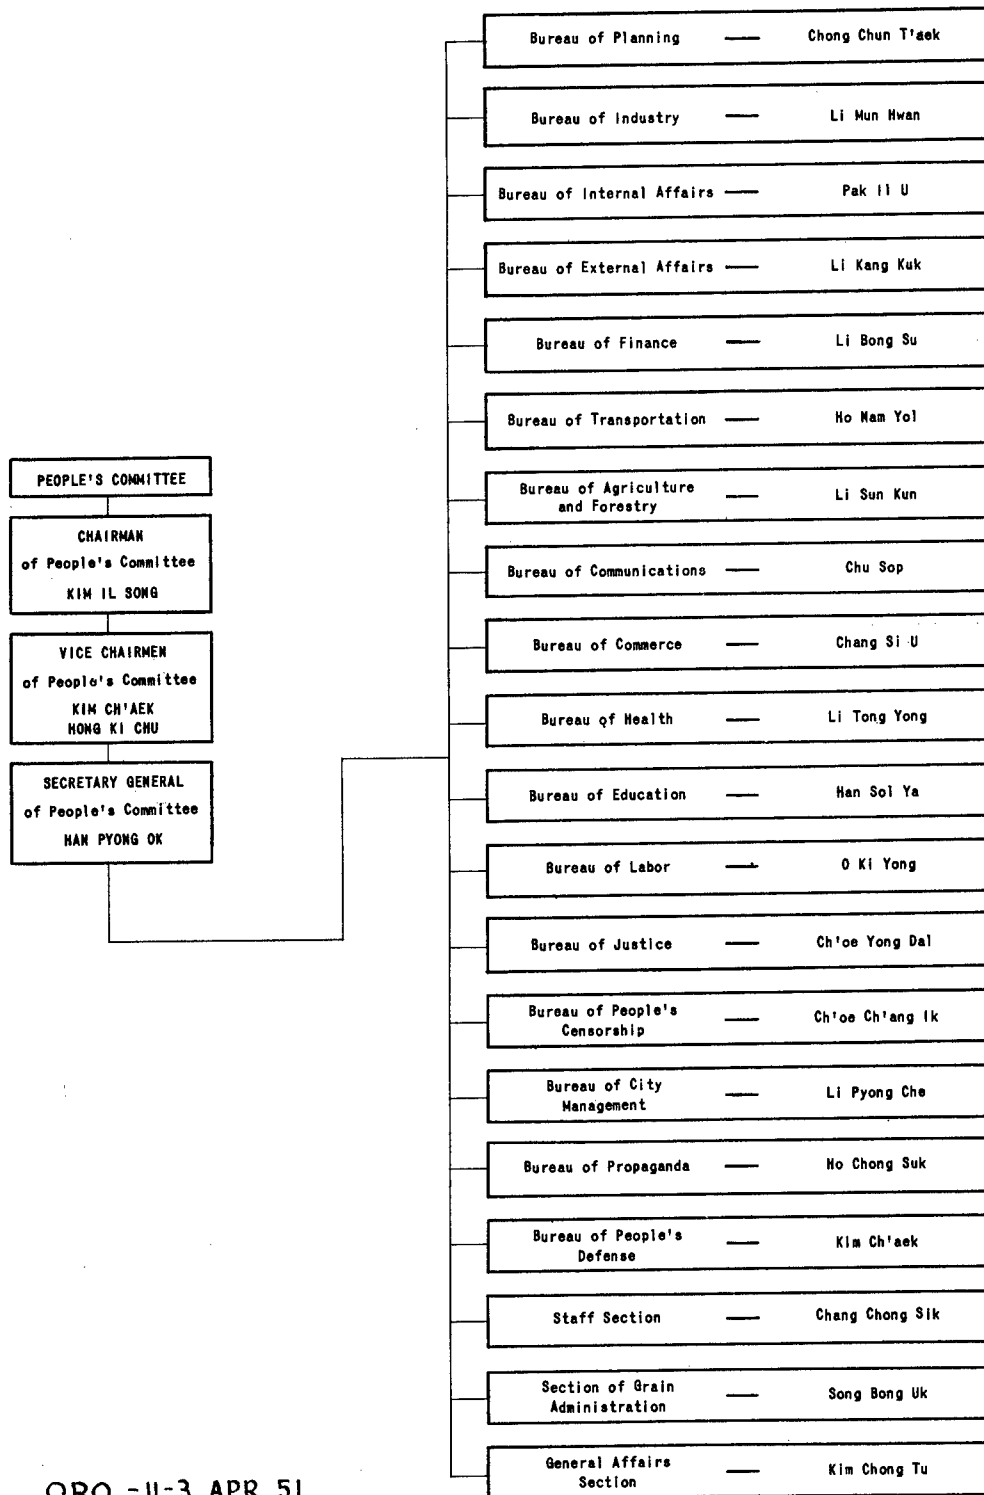 PEOPLE'S COMMITTEE
CHAIRMAN
of People's Committee
KIM IL SONG
VICE CHAIRMEN
of People's Committee
KIM CH'AEK
HONG KI CHU
SECRETARY GENERAL
of People's Committee
HAN PYONG OK
Bureau of Planning — Chong Chun T'aek
Bureau of Industry — Li Mun Hwan
Bureau of Internal Affairs — Pak Il U
Bureau of External Affairs — Li Kang Kuk
Bureau of Finance — Li Bong Su
Bureau of Transportation — Ho Nam Yol
Bureau of Agriculture
and Forestry — Li Sun Kun
Bureau of Communications — Chu Sop
Bureau of Commerce — Chang Si U
Bureau of Health — Li Tong Yong
Bureau of Education — Han Sol Ya
Bureau of Labor — O Ki Yong
Bureau of Justice — Ch'oe Yong Dal
Bureau of People's
Censorship — Ch'oe Ch'ang Ik
Bureau of City
Management — Li Pyong Che
Bureau of Propaganda — Ho Chong Suk
Bureau of People's
Defense — Kim Ch'aek
Staff Section — Chang Chong Sik
Section of Grain
Administration — Song Bong Uk
General Affairs
Section — Kim Chong Tu
ORO-U-3 APR 51